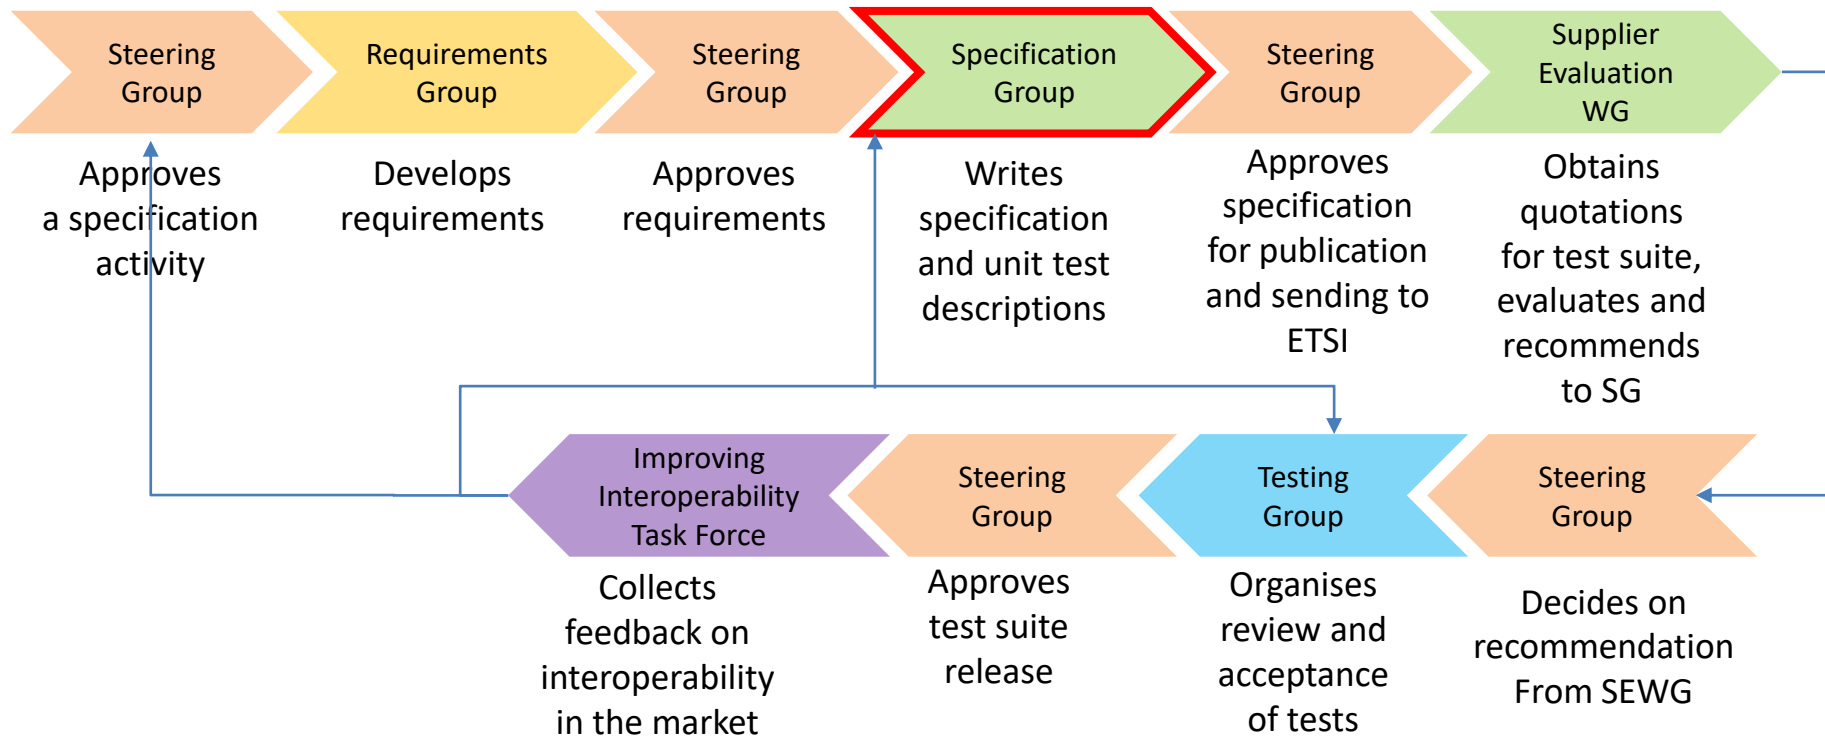 Steering
Group
Requirements
Group
Steering
Group
Specification
Group
Steering
Group
Supplier
Evaluation
WG
Approves
a specification
activity
Develops
requirements
Approves
requirements
Writes
specification
and unit test
descriptions
Approves
specification
for publication
and sending to
ETSI
Obtains
quotations
for test suite,
evaluates and
recommends
to SG
Improving
Interoperability
Task Force
Steering
Group
Testing
Group
Steering
Group
Collects
feedback on
interoperability
in the market
Approves
test suite
release
Organises
review and
acceptance
of tests
Decides on
recommendation
From SEWG